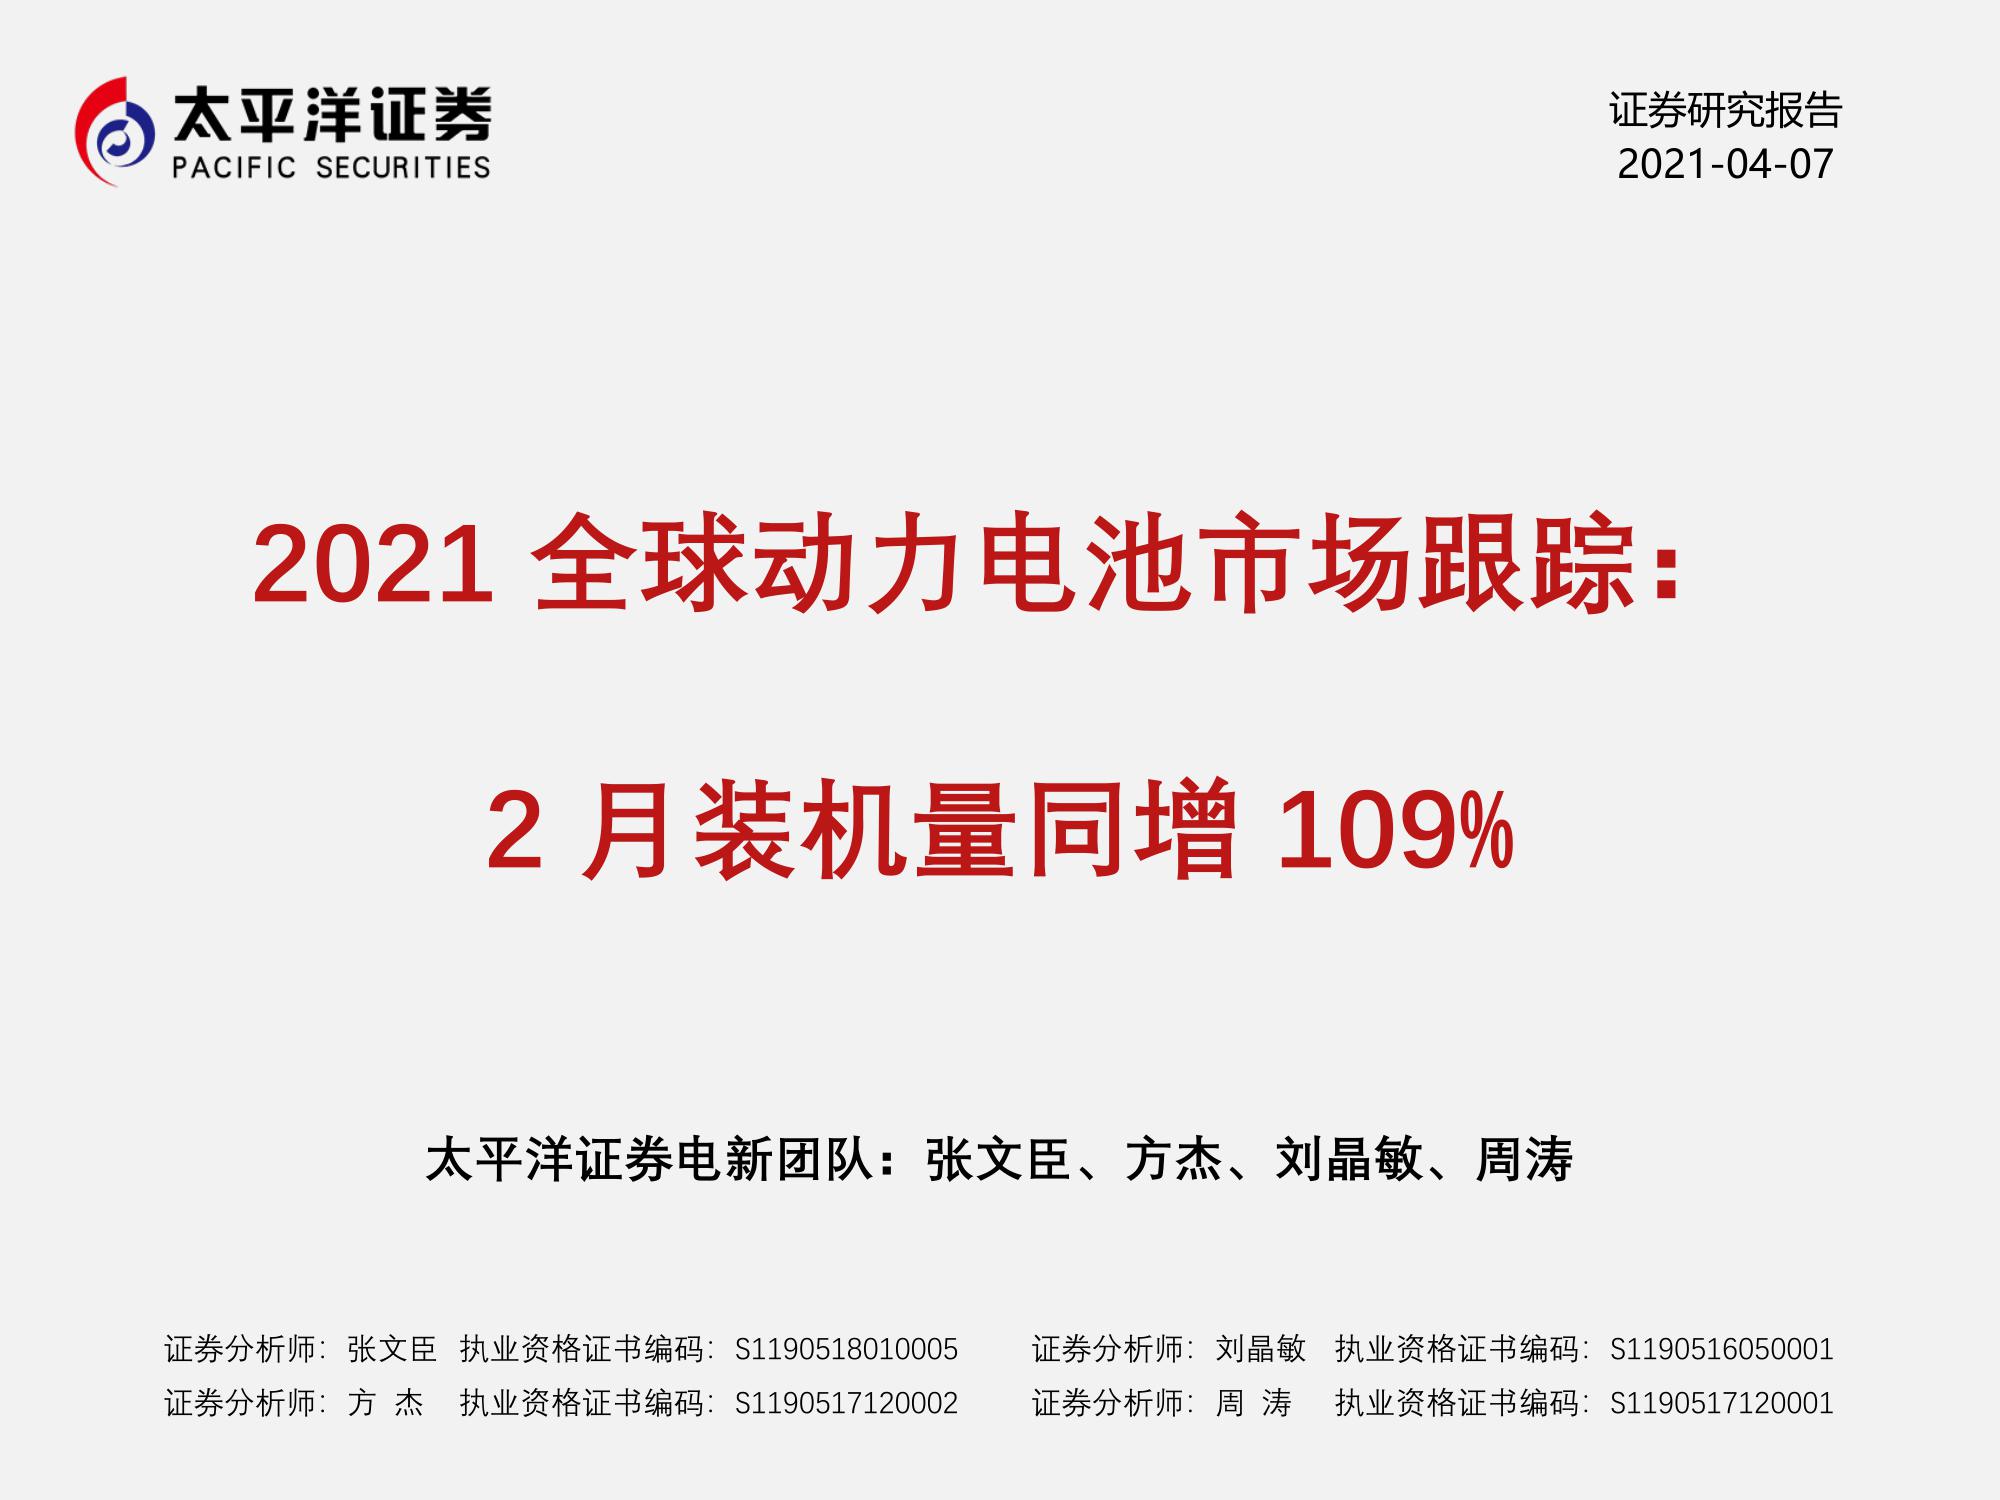 太平洋证券
PACIFIC SECURITIES
证券研究报告
2021-04-07
2021 全球动力电池市场跟踪：
2 月装机量同增 109%
太平洋证券电新团队：张文臣、方杰、刘晶敏、周涛
证券分析师：张文臣 执业资格证书编码：S1190518010005 证券分析师：刘晶敏 执业资格证书编码：S1190516050001
证券分析师：方 杰 执业资格证书编码：S1190517120002 证券分析师：周 涛 执业资格证书编码：S1190517120001